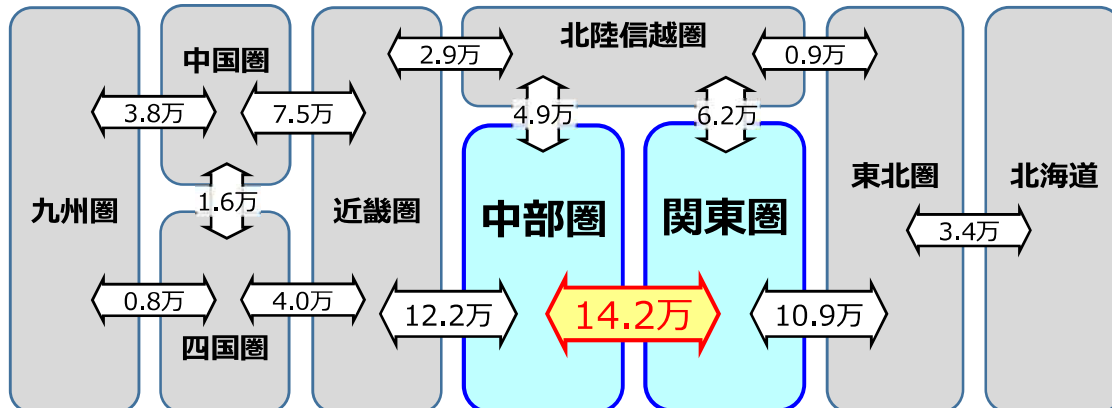 北陸信越圏
中国圏
2.9万
0.9万
3.8万
7.5万
4.9万
6.2万
東北圏
北海道
九州圏
1.6万
近畿圏
中部圏
関東圏
3.4万
0.8万
4.0万
12.2万
14.2万
10.9万
四国圏